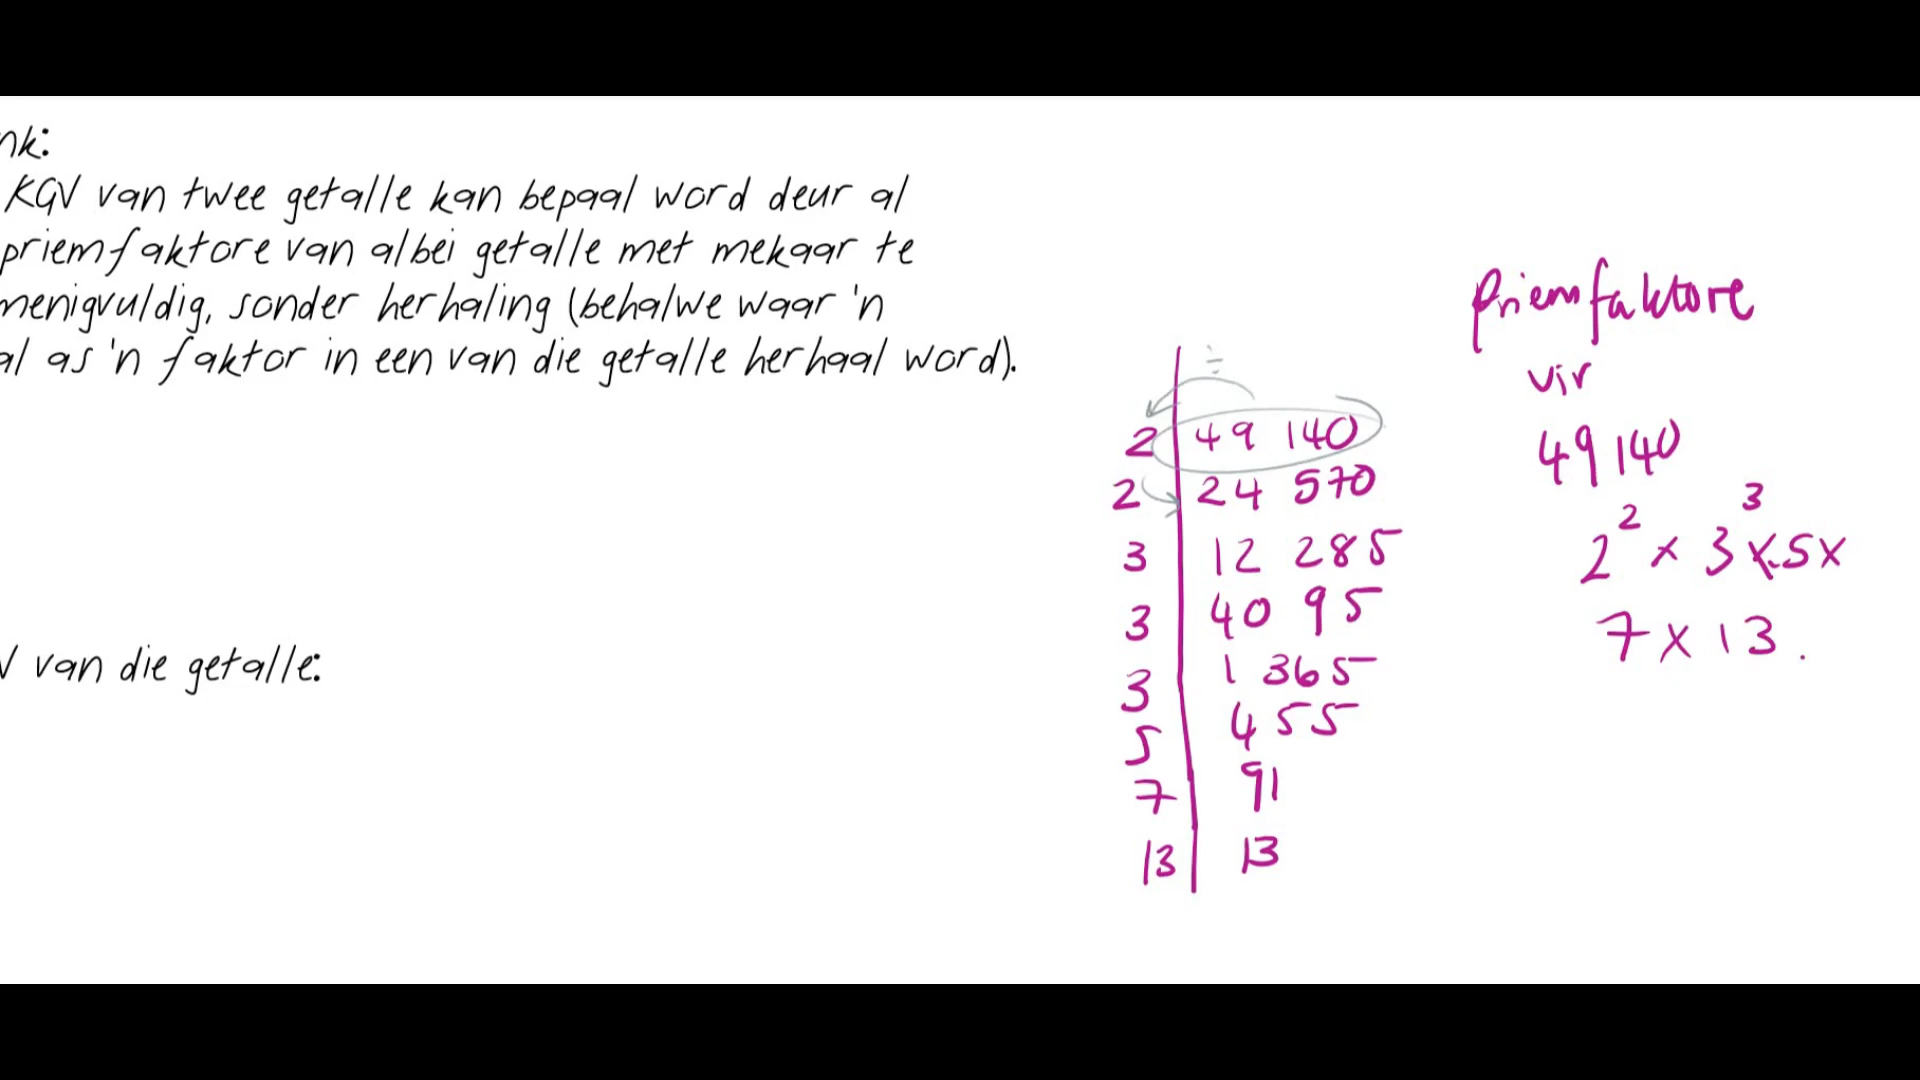 nk:
KGV van twee getalle kan bepaal word deur al
priemfaktore van albei getalle met mekaar te
menigvuldig, sonder herhaling (behalwe waar 'n
al as 'n faktor in een van die getalle herhaal word).
V van die getalle:
÷
2 | 49 140
2 | 24 570
3 | 12 285
3 | 40 95
3 | 1 365
5 | 455
7 | 91
13 | 13
Priemfaktore
vir
49 140
2² × 3³ × 5 ×
7 × 13.